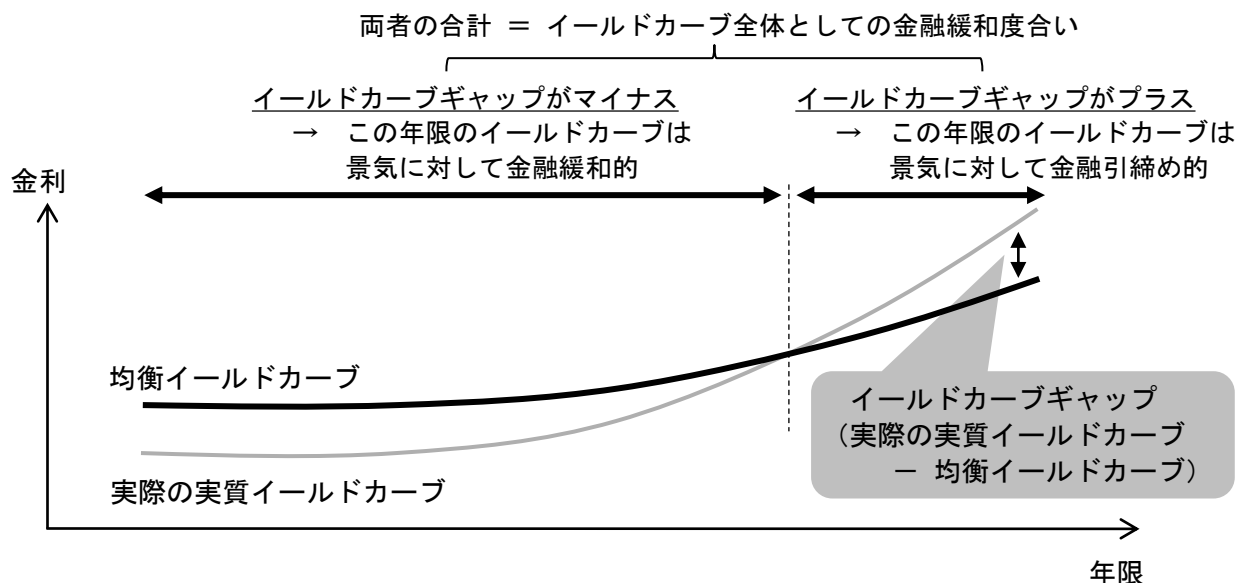 両者の合計 ＝ イールドカーブ全体としての金融緩和度合い
イールドカーブギャップがマイナス
→ この年限のイールドカーブは
景気に対して金融緩和的
イールドカーブギャップがプラス
→ この年限のイールドカーブは
景気に対して金融引締め的
金利
均衡イールドカーブ
実際の実質イールドカーブ
イールドカーブギャップ
（実際の実質イールドカーブ
－ 均衡イールドカーブ）
年限